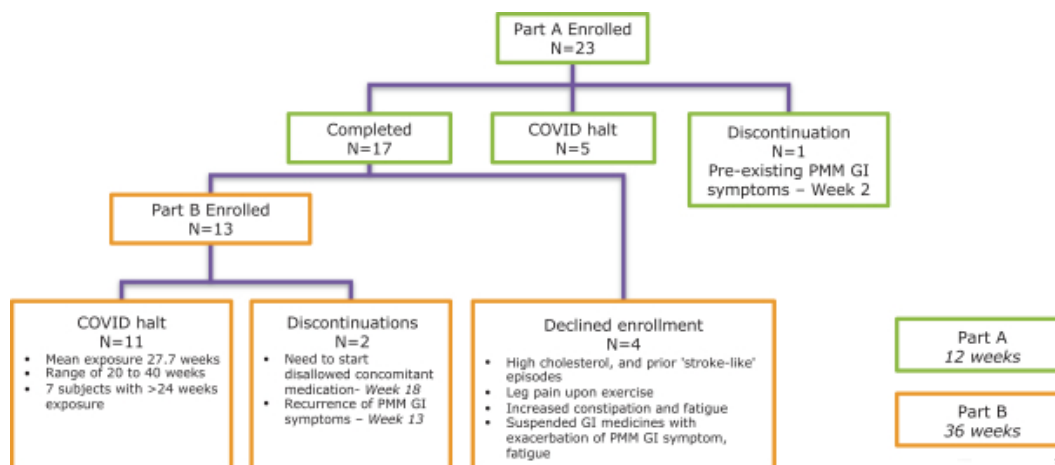 Part A Enrolled
N=23
Completed
N=17
COVID halt
N=5
Discontinuation
N=1
Pre-existing PMM GI
symptoms – Week 2
Part B Enrolled
N=13
COVID halt
N=11
• Mean exposure 27.7 weeks
• Range of 20 to 40 weeks
• 7 subjects with >24 weeks
exposure
Discontinuations
N=2
• Need to start
disallowed concomitant
medication- Week 18
• Recurrence of PMM GI
symptoms – Week 13
Declined enrollment
N=4
• High cholesterol, and prior 'stroke-like'
episodes
• Leg pain upon exercise
• Increased constipation and fatigue
• Suspended GI medicines with
exacerbation of PMM GI symptom,
fatigue
Part A
12 weeks
Part B
36 weeks